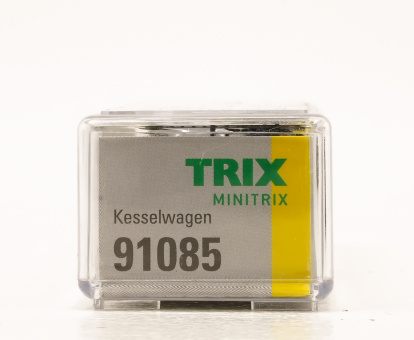 TRIX
MINITRIX
Kesselwagen
91085